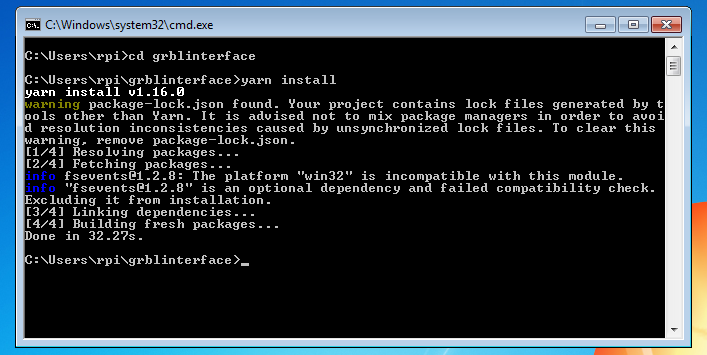 C:\Windows\system32\cmd.exe
C:\Users\rpi>cd grblinterface
C:\Users\rpi\grblinterface>yarn install
yarn install v1.16.0
warning package-lock.json found. Your project contains lock files generated by t
ools other than Yarn. It is advised not to mix package managers in order to avoi
d resolution inconsistencies caused by unsynchronized lock files. To clear this
warning, remove package-lock.json.
[1/4] Resolving packages...
[2/4] Fetching packages...
info fsevents@1.2.8: The platform "win32" is incompatible with this module.
info "fsevents@1.2.8" is an optional dependency and failed compatibility check.
Excluding it from installation.
[3/4] Linking dependencies...
[4/4] Building fresh packages...
Done in 32.27s.
C:\Users\rpi\grblinterface>_